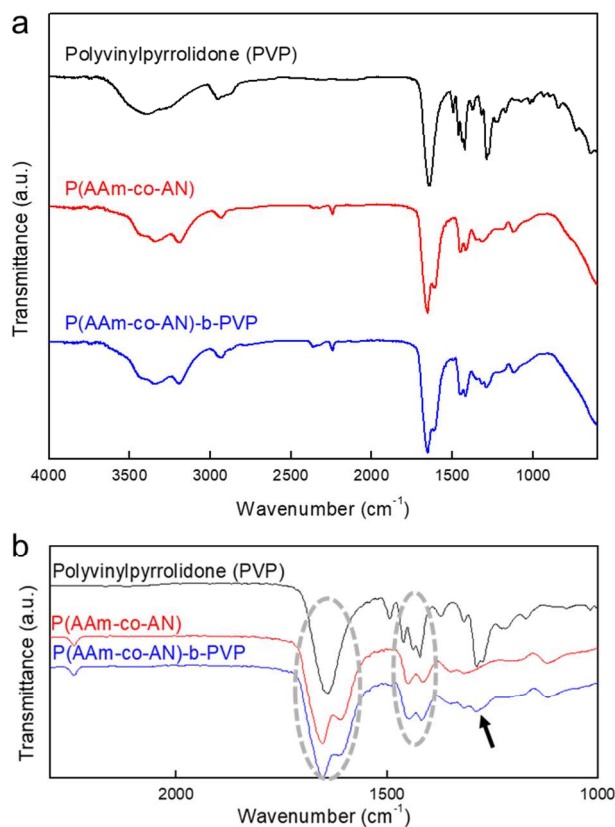 a
Polyvinylpyrrolidone (PVP)
P(AAm-co-AN)
P(AAm-co-AN)-b-PVP
Transmittance (a.u.)
4000 3500 3000 2500 2000 1500 1000
Wavenumber (cm⁻¹)
b
Polyvinylpyrrolidone (PVP)
P(AAm-co-AN)
P(AAm-co-AN)-b-PVP
Transmittance (a.u.)
2000 1500 1000
Wavenumber (cm⁻¹)